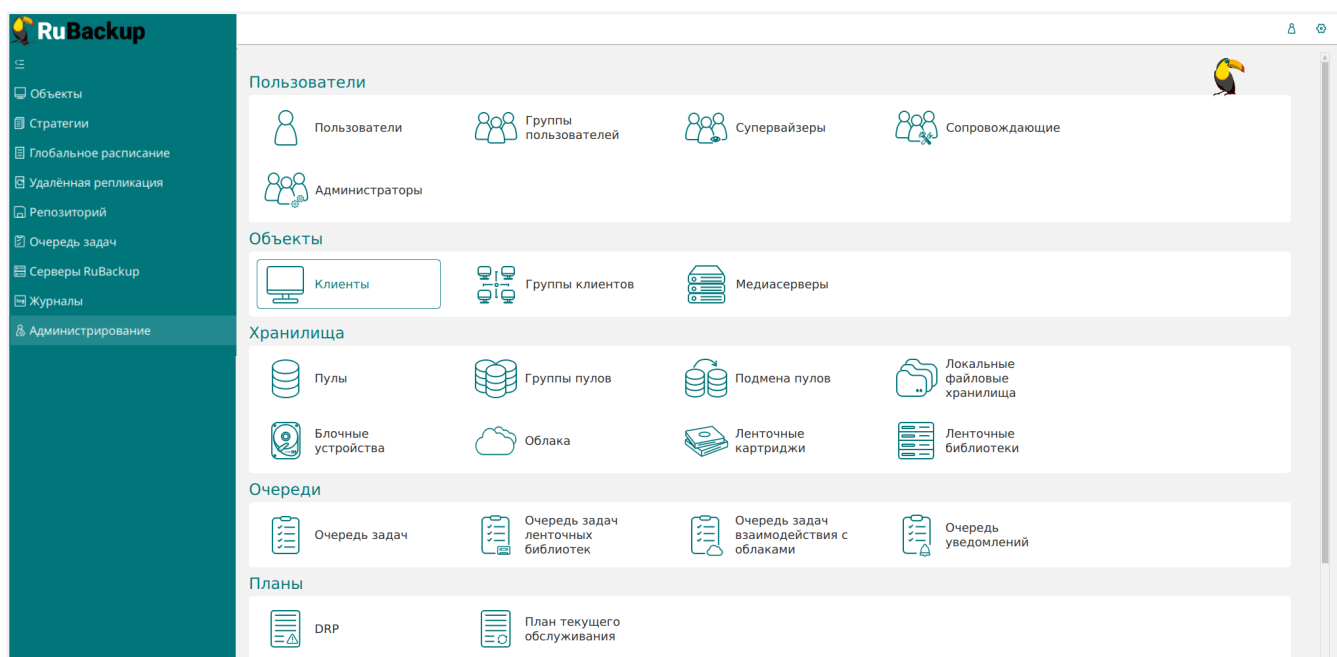 RuBackup
Объекты
Стратегии
Глобальное расписание
Удалённая репликация
Репозиторий
Очередь задач
Серверы RuBackup
Журналы
Администрирование
Пользователи
Пользователи
Группы
пользователей
Супервайзеры
Сопровождающие
Администраторы
Объекты
Клиенты
Группы клиентов
Медиасерверы
Хранилища
Пулы
Группы пулов
Подмена пулов
Локальные
файловые
хранилища
Блочные
устройства
Облака
Ленточные
картриджи
Ленточные
библиотеки
Очереди
Очередь задач
Очередь задач
ленточных
библиотек
Очередь задач
взаимодействия с
облаками
Очередь
уведомлений
Планы
DRP
План текущего
обслуживания